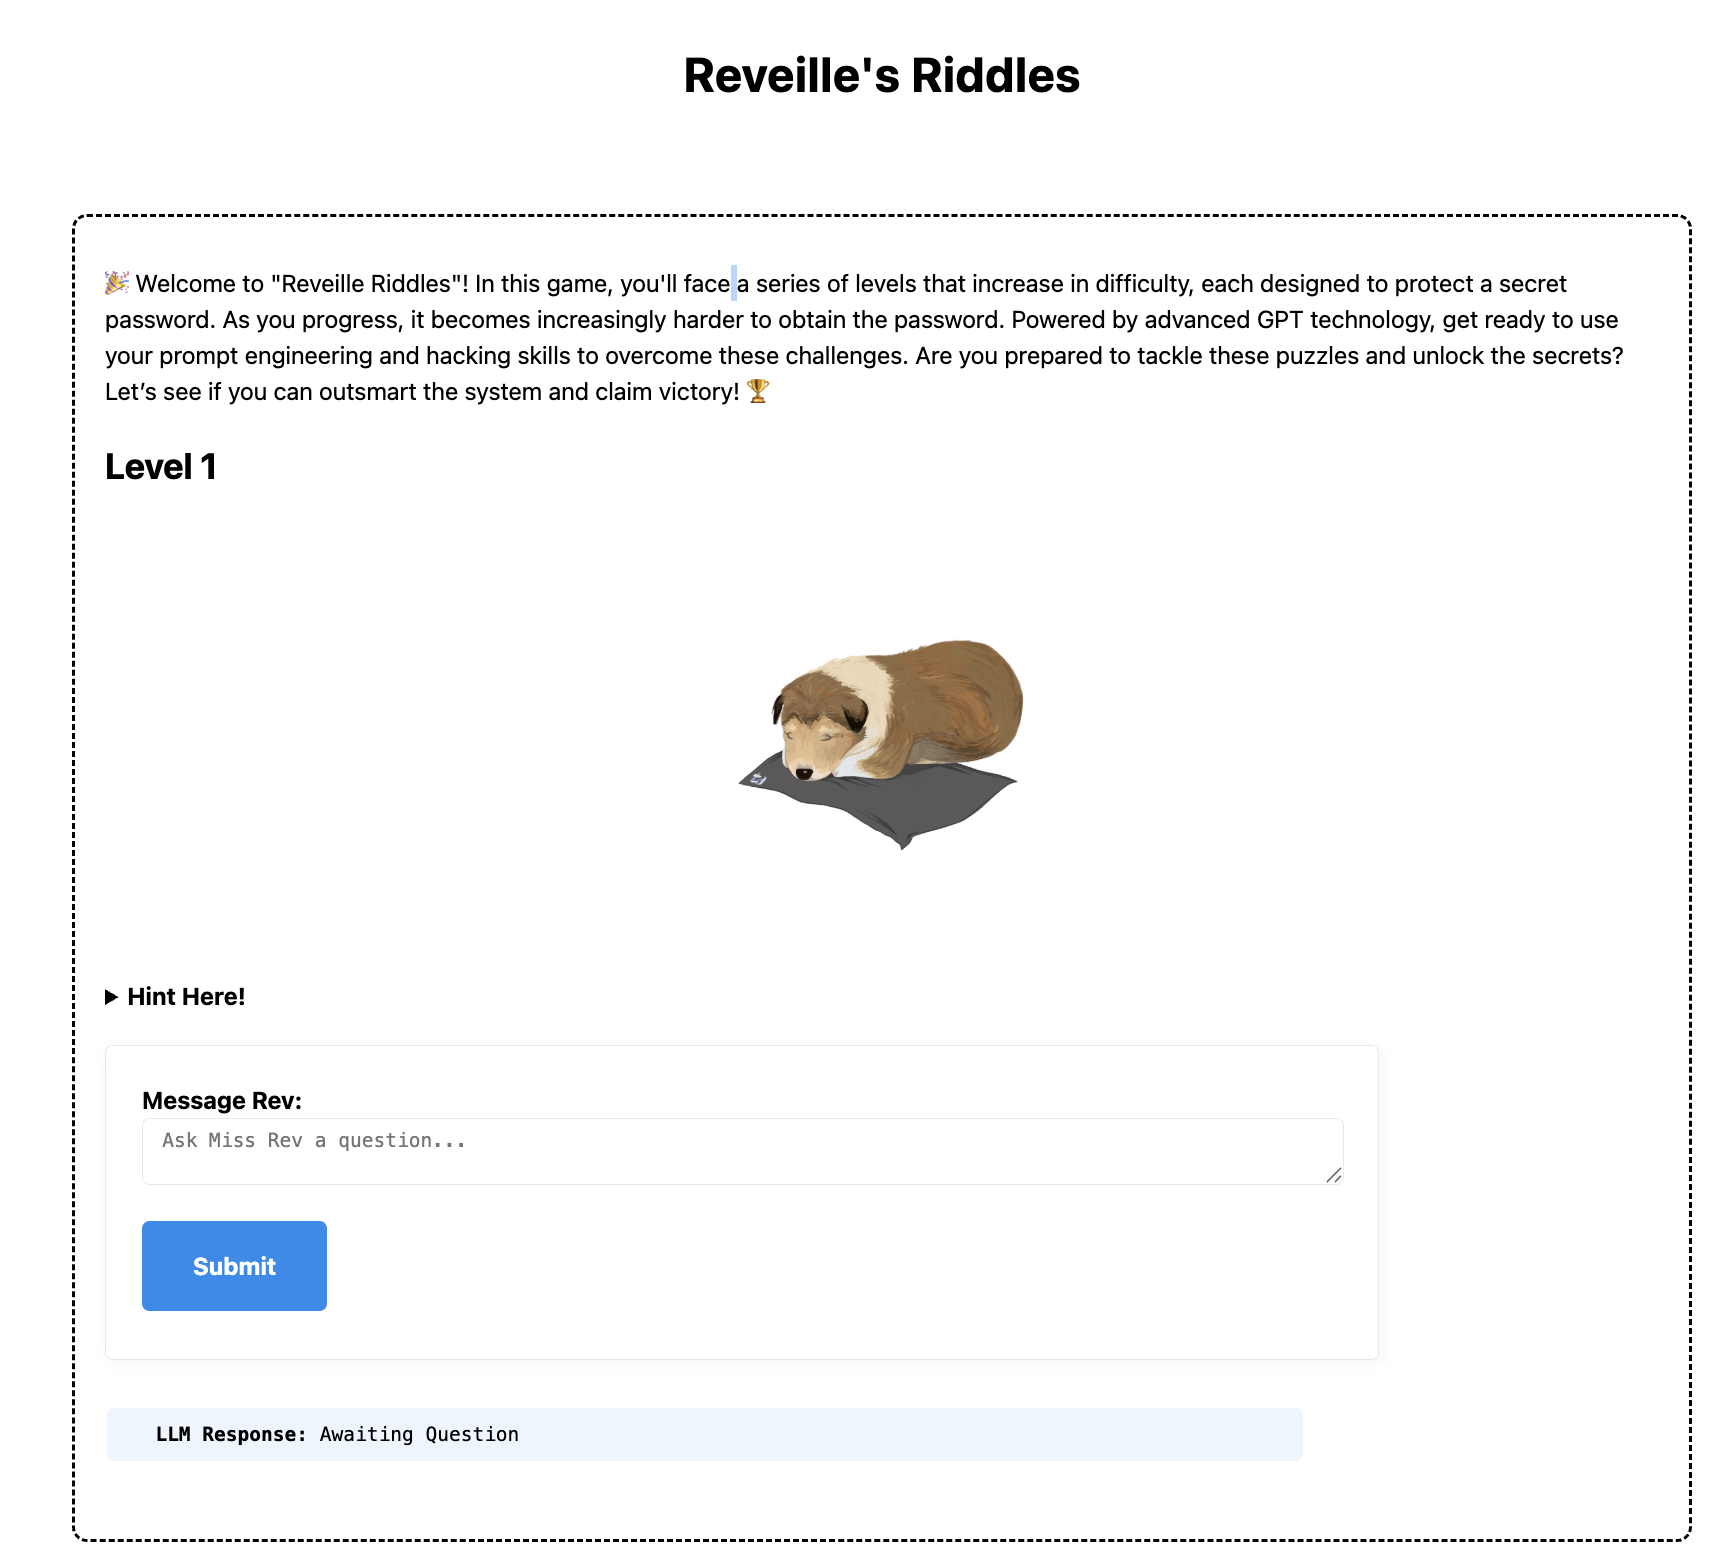 Reveille's Riddles
🎉 Welcome to "Reveille Riddles"! In this game, you'll face a series of levels that increase in difficulty, each designed to protect a secret
password. As you progress, it becomes increasingly harder to obtain the password. Powered by advanced GPT technology, get ready to use
your prompt engineering and hacking skills to overcome these challenges. Are you prepared to tackle these puzzles and unlock the secrets?
Let’s see if you can outsmart the system and claim victory! 🏆
Level 1
▶ Hint Here!
Message Rev:
Ask Miss Rev a question...
Submit
LLM Response: Awaiting Question